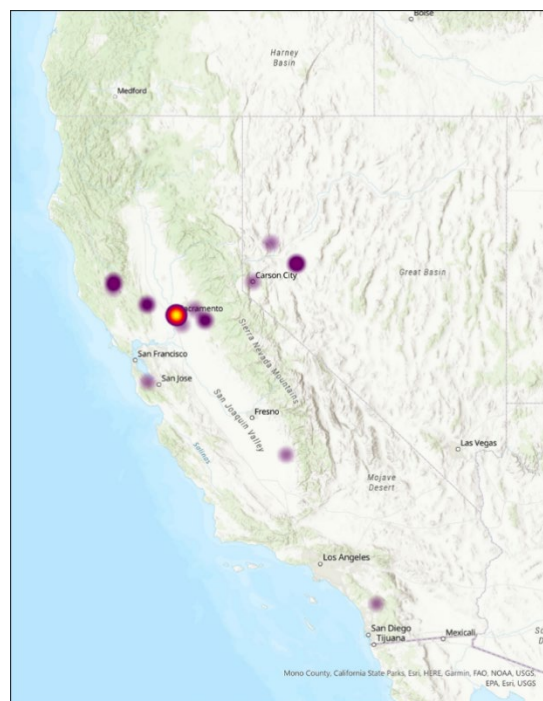 Boise
Harney
Basin
Medford
Carson City
Great Basin
Sacramento
Sierra Nevada Mountains
San Francisco
San Jose
San Joaquin Valley
Fresno
Salinas
Las Vegas
Mojave
Desert
Los Angeles
San Diego
Tijuana
Mexicali
Mono County, California State Parks, Esri, HERE, Garmin, FAO, NOAA, USGS,
EPA, Esri, USGS